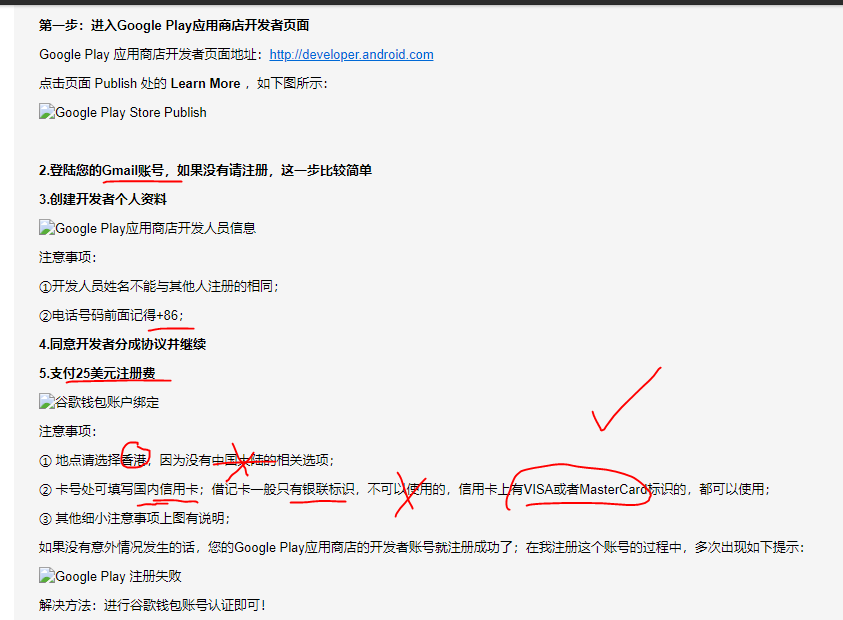 第一步：进入Google Play应用商店开发者页面
Google Play 应用商店开发者页面地址：http://developer.android.com
点击页面 Publish 处的 Learn More ，如下图所示：
Google Play Store Publish
2.登陆您的Gmail账号，如果没有请注册，这一步比较简单
3.创建开发者个人资料
Google Play应用商店开发人员信息
注意事项：
①开发人员姓名不能与其他人注册的相同；
②电话号码前面记得+86；
4.同意开发者分成协议并继续
5.支付25美元注册费
谷歌钱包账户绑定
注意事项：
① 地点请选择香港，因为没有中国大陆的相关选项；
② 卡号处可填写国内信用卡；借记卡一般只有银联标识，不可以使用的，信用卡上有VISA或者MasterCard标识的，都可以使用；
③ 其他细小注意事项上图有说明；
如果没有意外情况发生的话，您的Google Play应用商店的开发者账号就注册成功了；在我注册这个账号的过程中，多次出现如下提示：
Google Play 注册失败
解决方法：进行谷歌钱包账号认证即可！